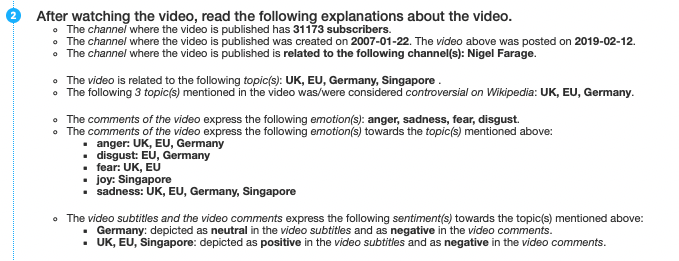 2 After watching the video, read the following explanations about the video.
The channel where the video is published has 31173 subscribers.
The channel where the video is published was created on 2007-01-22. The video above was posted on 2019-02-12.
The channel where the video is published is related to the following channel(s): Nigel Farage.
The video is related to the following topic(s): UK, EU, Germany, Singapore .
The following 3 topic(s) mentioned in the video was/were considered controversial on Wikipedia: UK, EU, Germany.
The comments of the video express the following emotion(s): anger, sadness, fear, disgust.
The comments of the video express the following emotion(s) towards the topic(s) mentioned above:
anger: UK, EU, Germany
disgust: EU, Germany
fear: UK, EU
joy: Singapore
sadness: UK, EU, Germany, Singapore
The video subtitles and the video comments express the following sentiment(s) towards the topic(s) mentioned above:
Germany: depicted as neutral in the video subtitles and as negative in the video comments.
UK, EU, Singapore: depicted as positive in the video subtitles and as negative in the video comments.